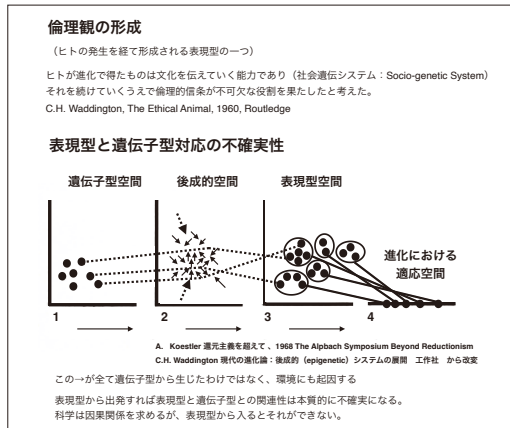 倫理観の形成
（ヒトの発生を経て形成される表現型の一つ）
ヒトが進化で得たものは文化を伝えていく能力であり（社会遺伝システム：Socio-genetic System）
それを続けていくうえで倫理的信条が不可欠な役割を果たしたと考えた。
C.H. Waddington, The Ethical Animal, 1960, Routledge
表現型と遺伝子型対応の不確実性
遺伝子型空間 後成的空間 表現型空間
進化における
適応空間
1 2 3 4
A. Koestler 還元主義を超えて 、1968 The Alpbach Symposium Beyond Reductionism
C.H. Waddington 現代の進化論：後成的 (epigenetic) システムの展開 工作社 から改変
この→が全て遺伝子型から生じたわけではなく、環境にも起因する
表現型から出発すれば表現型と遺伝子型との関連性は本質的に不確実になる。
科学は因果関係を求めるが、表現型から入るとそれができない。